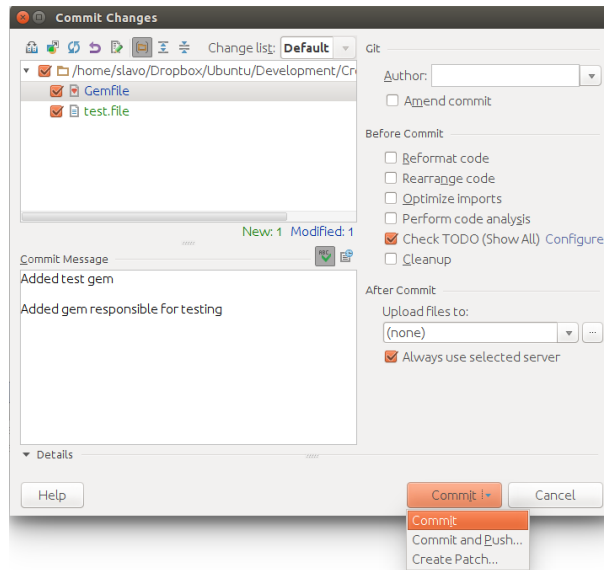 Commit Changes
Change list: Default
/home/slavo/Dropbox/Ubuntu/Development/Cr
Gemfile
test.file
New: 1 Modified: 1
Commit Message
ABC
Added test gem
Added gem responsible for testing
Details
Git
Author:
Amend commit
Before Commit
Reformat code
Rearrange code
Optimize imports
Perform code analysis
Check TODO (Show All) Configure
Cleanup
After Commit
Upload files to:
(none)
...
Always use selected server
Help
Commit
Cancel
Commit
Commit and Push...
Create Patch...